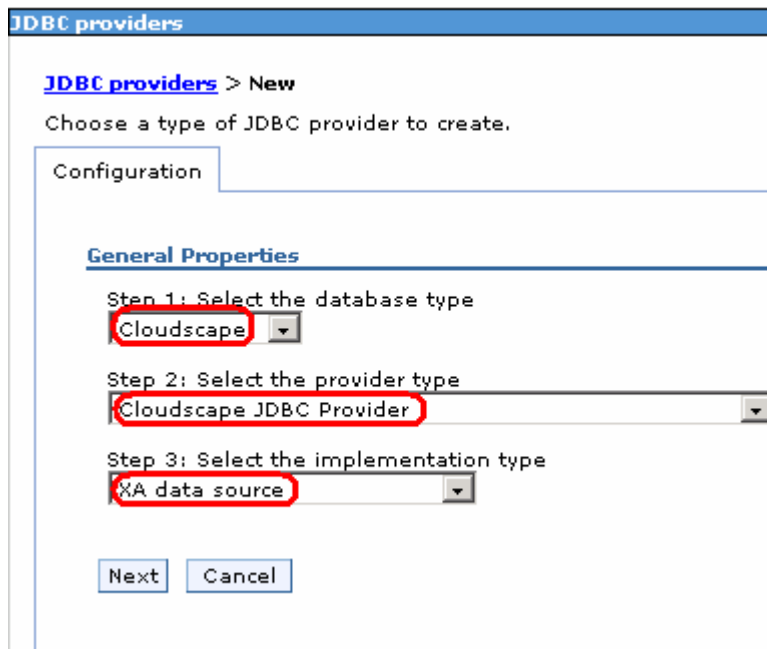 JDBC providers
JDBC providers > New
Choose a type of JDBC provider to create.
Configuration
General Properties
Step 1: Select the database type
Cloudscape
Step 2: Select the provider type
Cloudscape JDBC Provider
Step 3: Select the implementation type
XA data source
Next Cancel